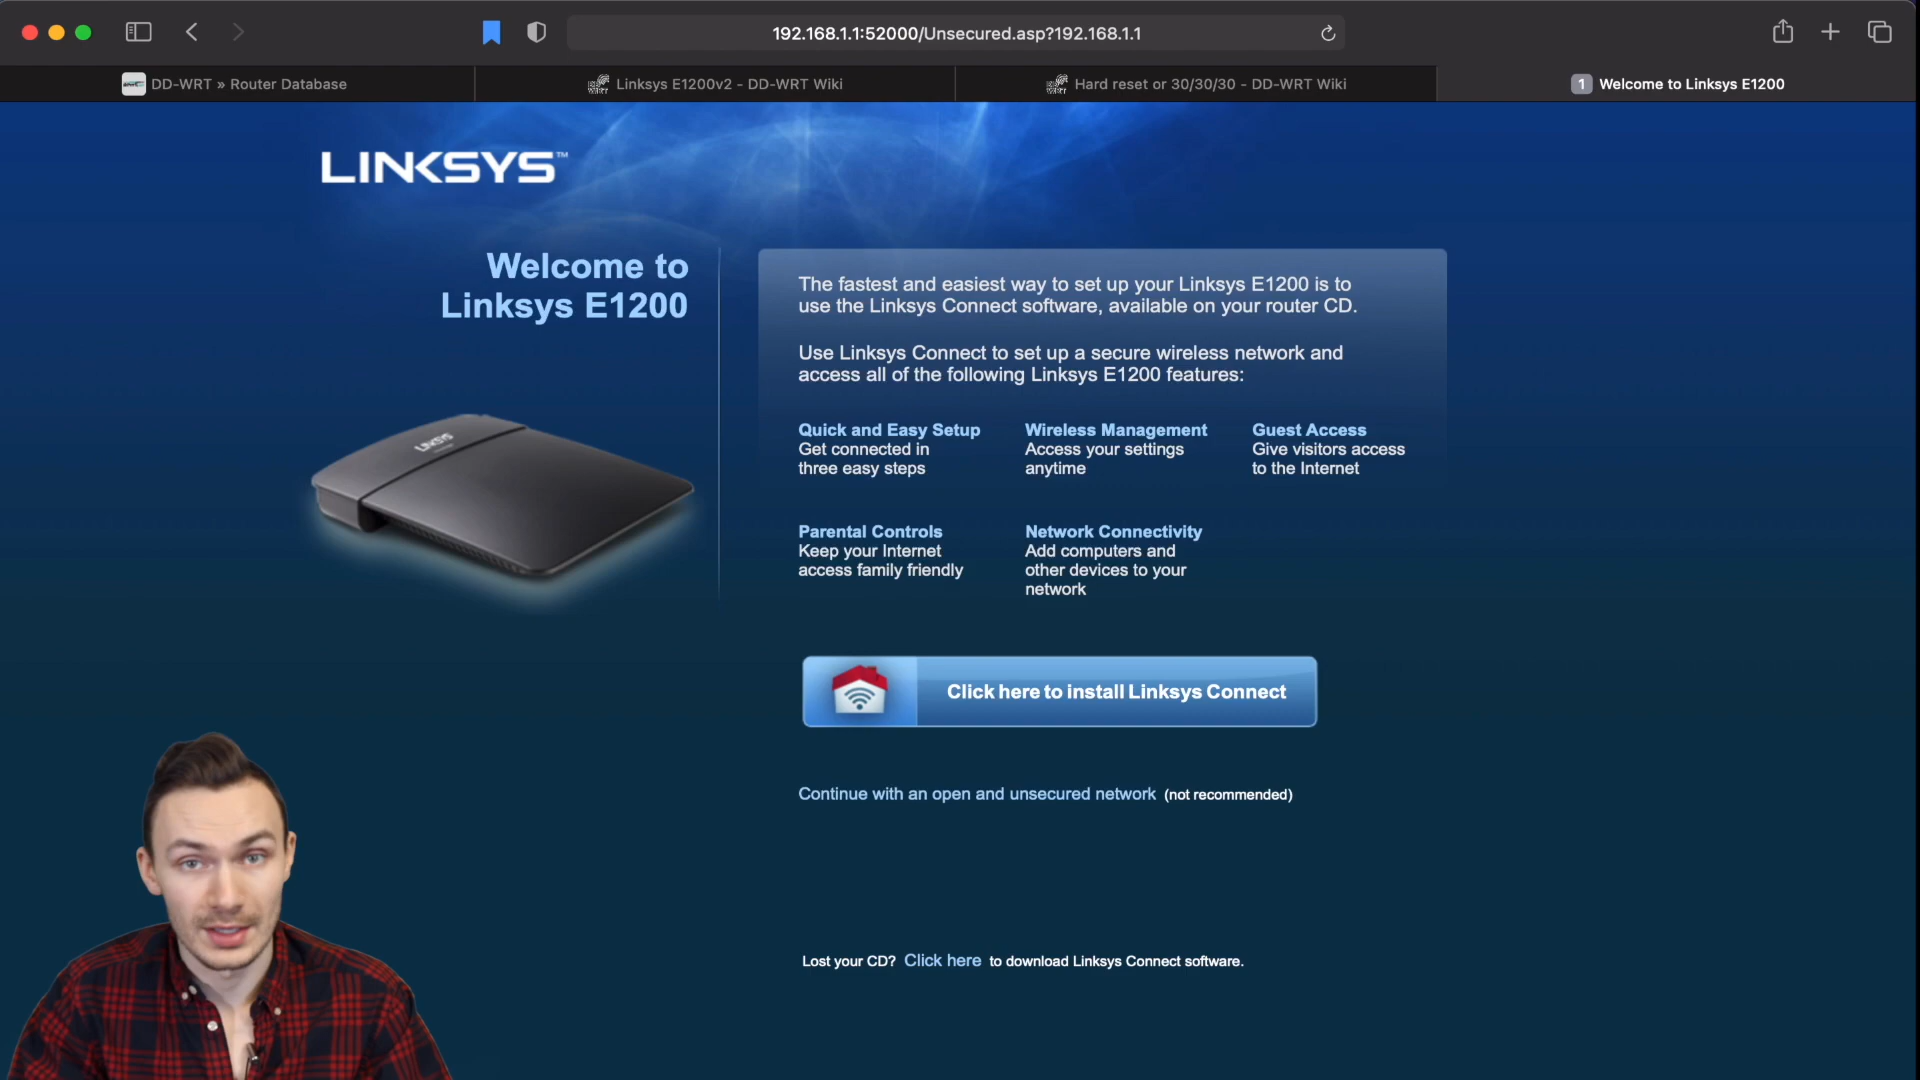 192.168.1.1:52000/Unsecured.asp?192.168.1.1
DD-WRT » Router Database
Linksys E1200v2 - DD-WRT Wiki
Hard reset or 30/30/30 - DD-WRT Wiki
1 Welcome to Linksys E1200
LINKSYS™
Welcome to
Linksys E1200
LINKSYS
The fastest and easiest way to set up your Linksys E1200 is to
use the Linksys Connect software, available on your router CD.
Use Linksys Connect to set up a secure wireless network and
access all of the following Linksys E1200 features:
Quick and Easy Setup
Get connected in
three easy steps
Wireless Management
Access your settings
anytime
Guest Access
Give visitors access
to the Internet
Parental Controls
Keep your Internet
access family friendly
Network Connectivity
Add computers and
other devices to your
network
Click here to install Linksys Connect
Continue with an open and unsecured network (not recommended)
Lost your CD? Click here to download Linksys Connect software.